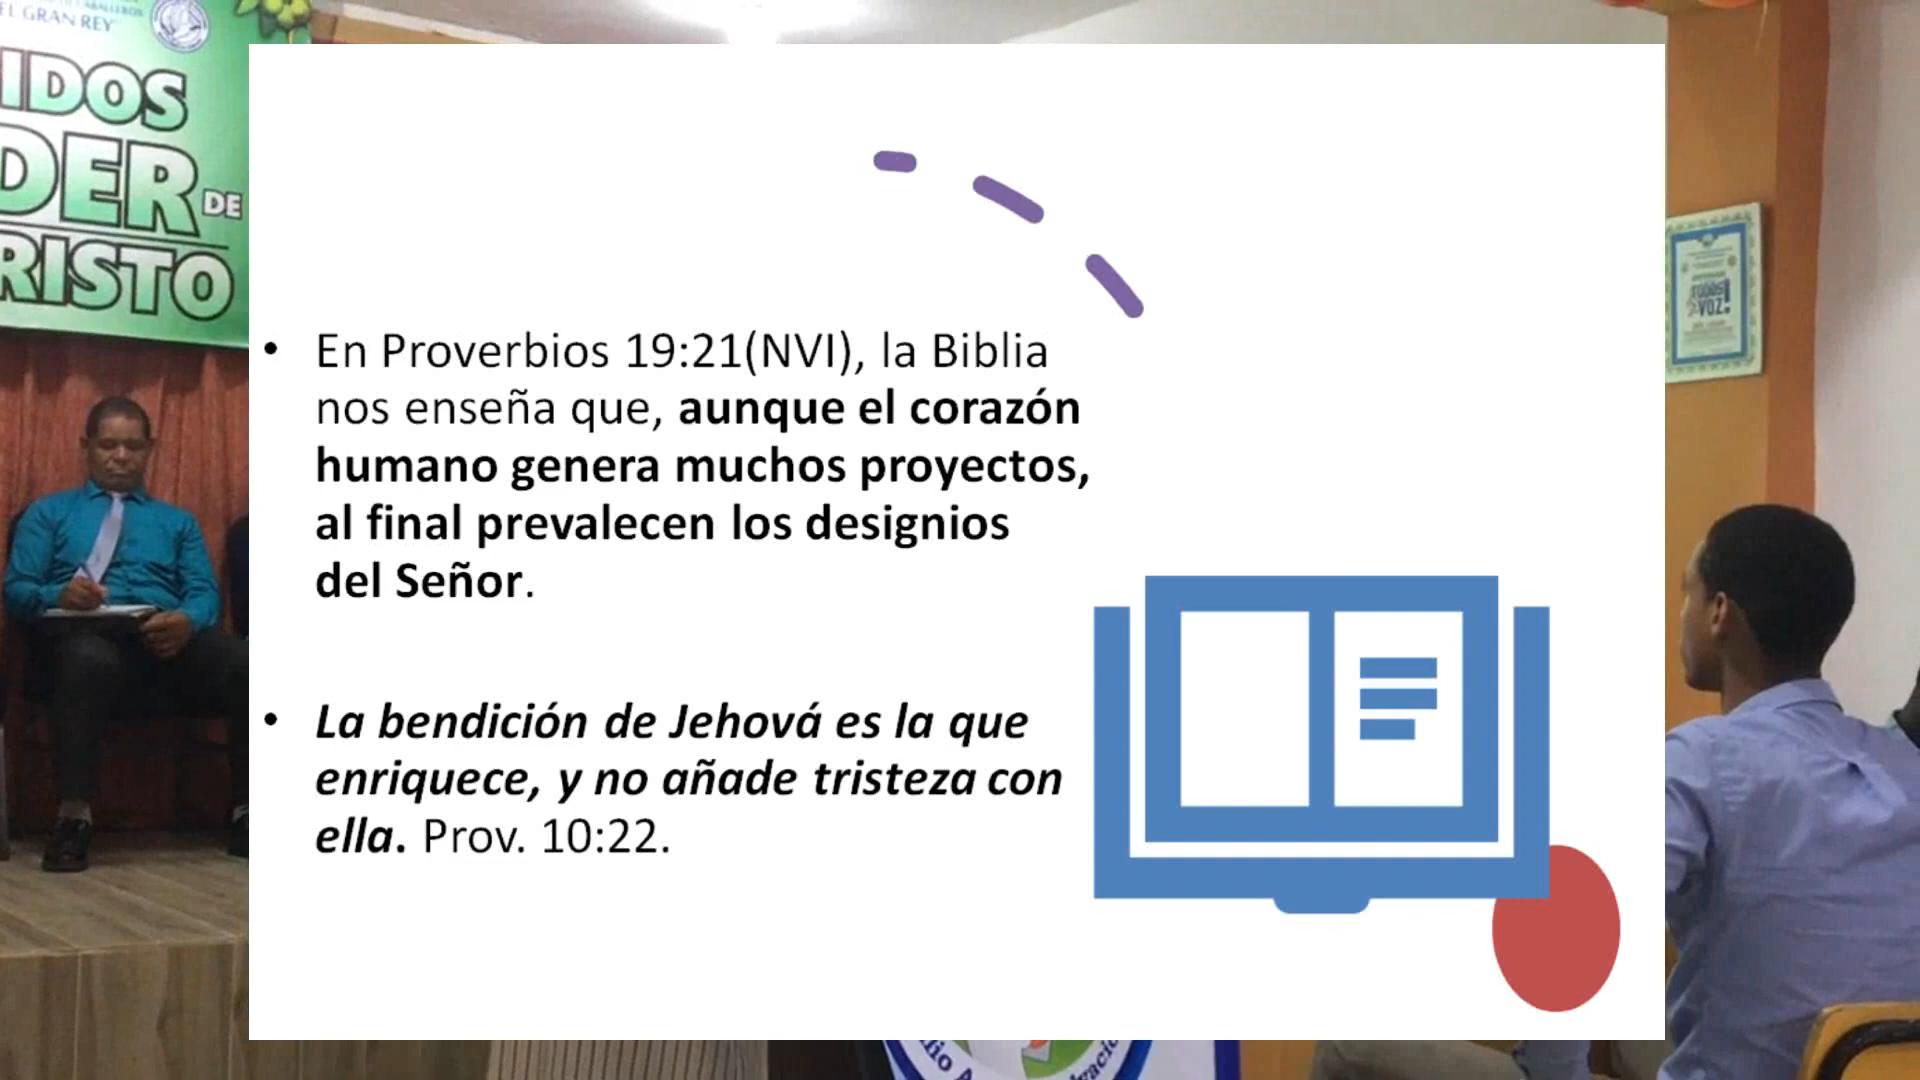 EL GRAN REY"
IDOS
DER DE
RISTO
• En Proverbios 19:21(NVI), la Biblia
nos enseña que, aunque el corazón
humano genera muchos proyectos,
al final prevalecen los designios
del Señor.
• La bendición de Jehová es la que
enriquece, y no añade tristeza con
ella. Prov. 10:22.
TODOS
VOZ!